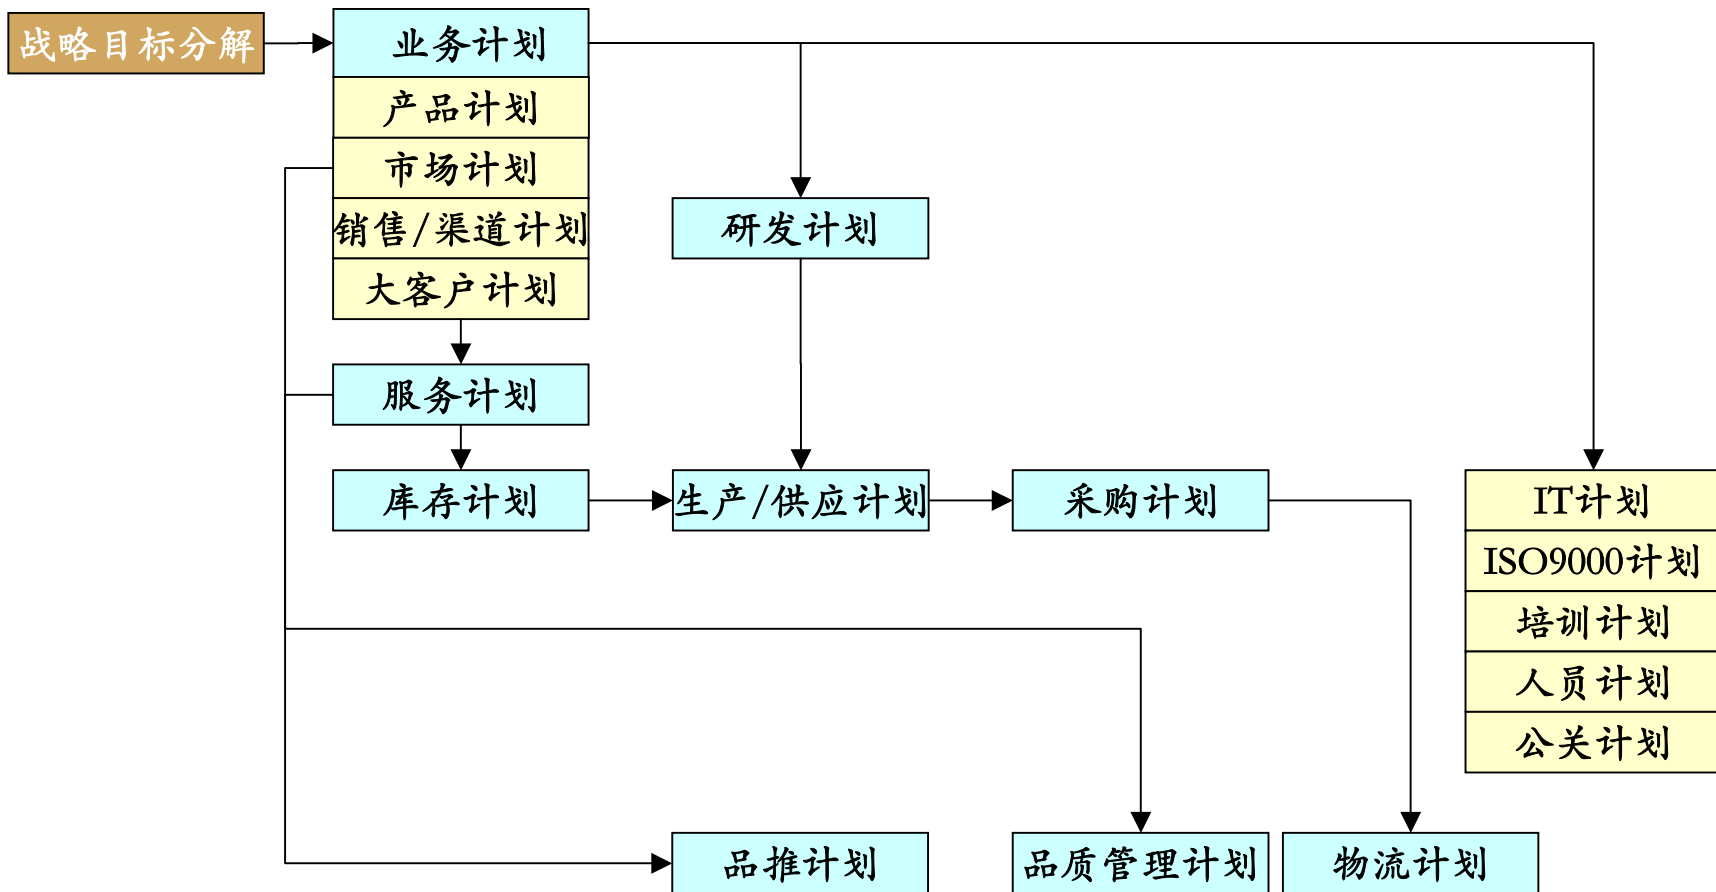 战略目标分解
业务计划
产品计划
市场计划
销售/渠道计划
大客户计划
研发计划
服务计划
库存计划
生产/供应计划
采购计划
IT计划
ISO9000计划
培训计划
人员计划
公关计划
品推计划
品质管理计划
物流计划